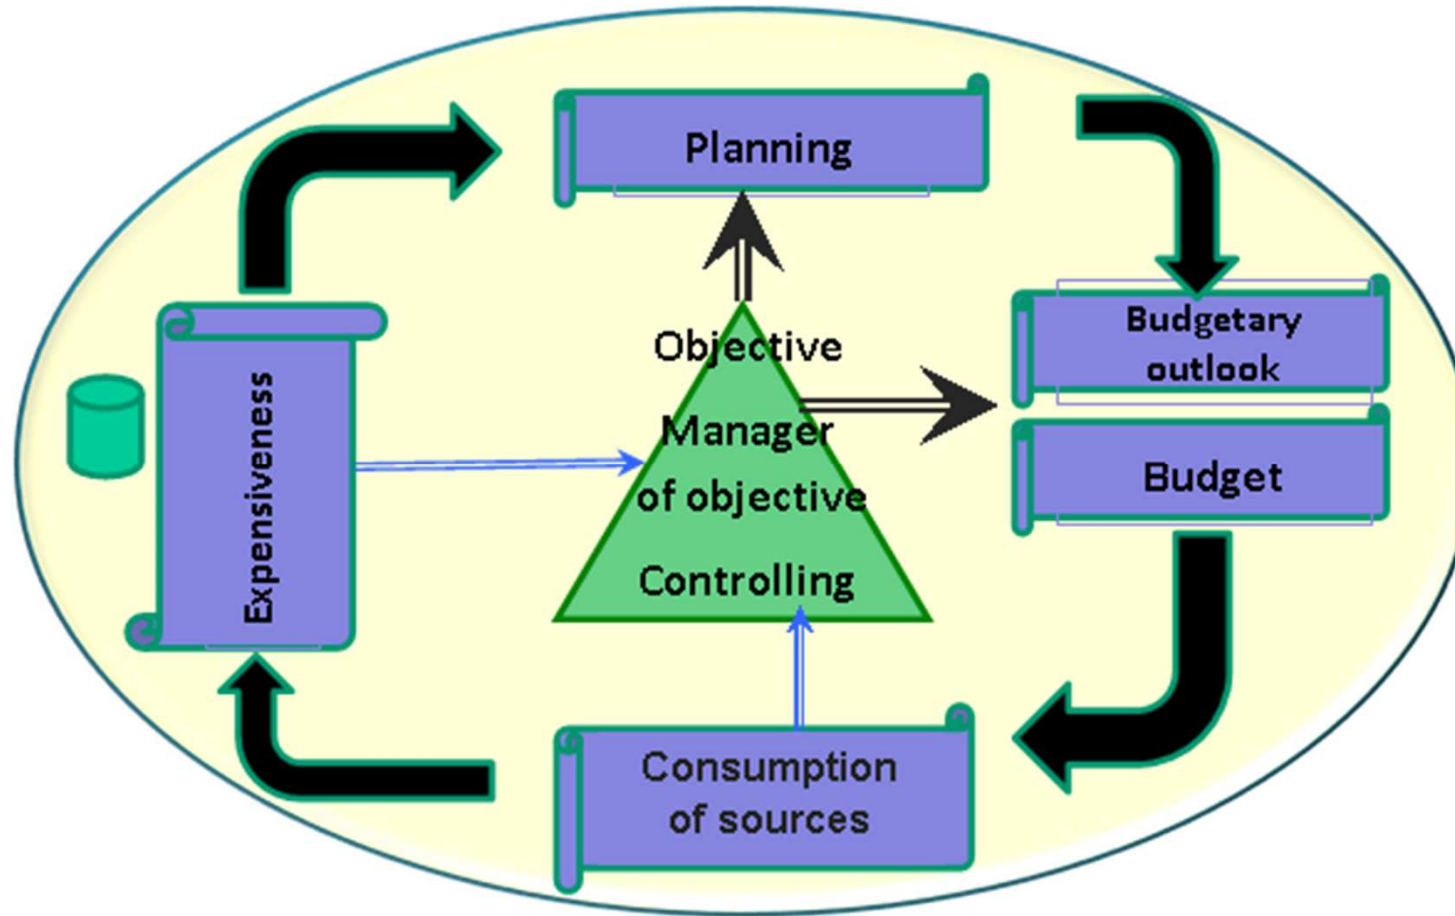 Planning
Budgetary
outlook
Objective
Manager
of objective
Controlling
Budget
Expensiveness
Consumption
of sources